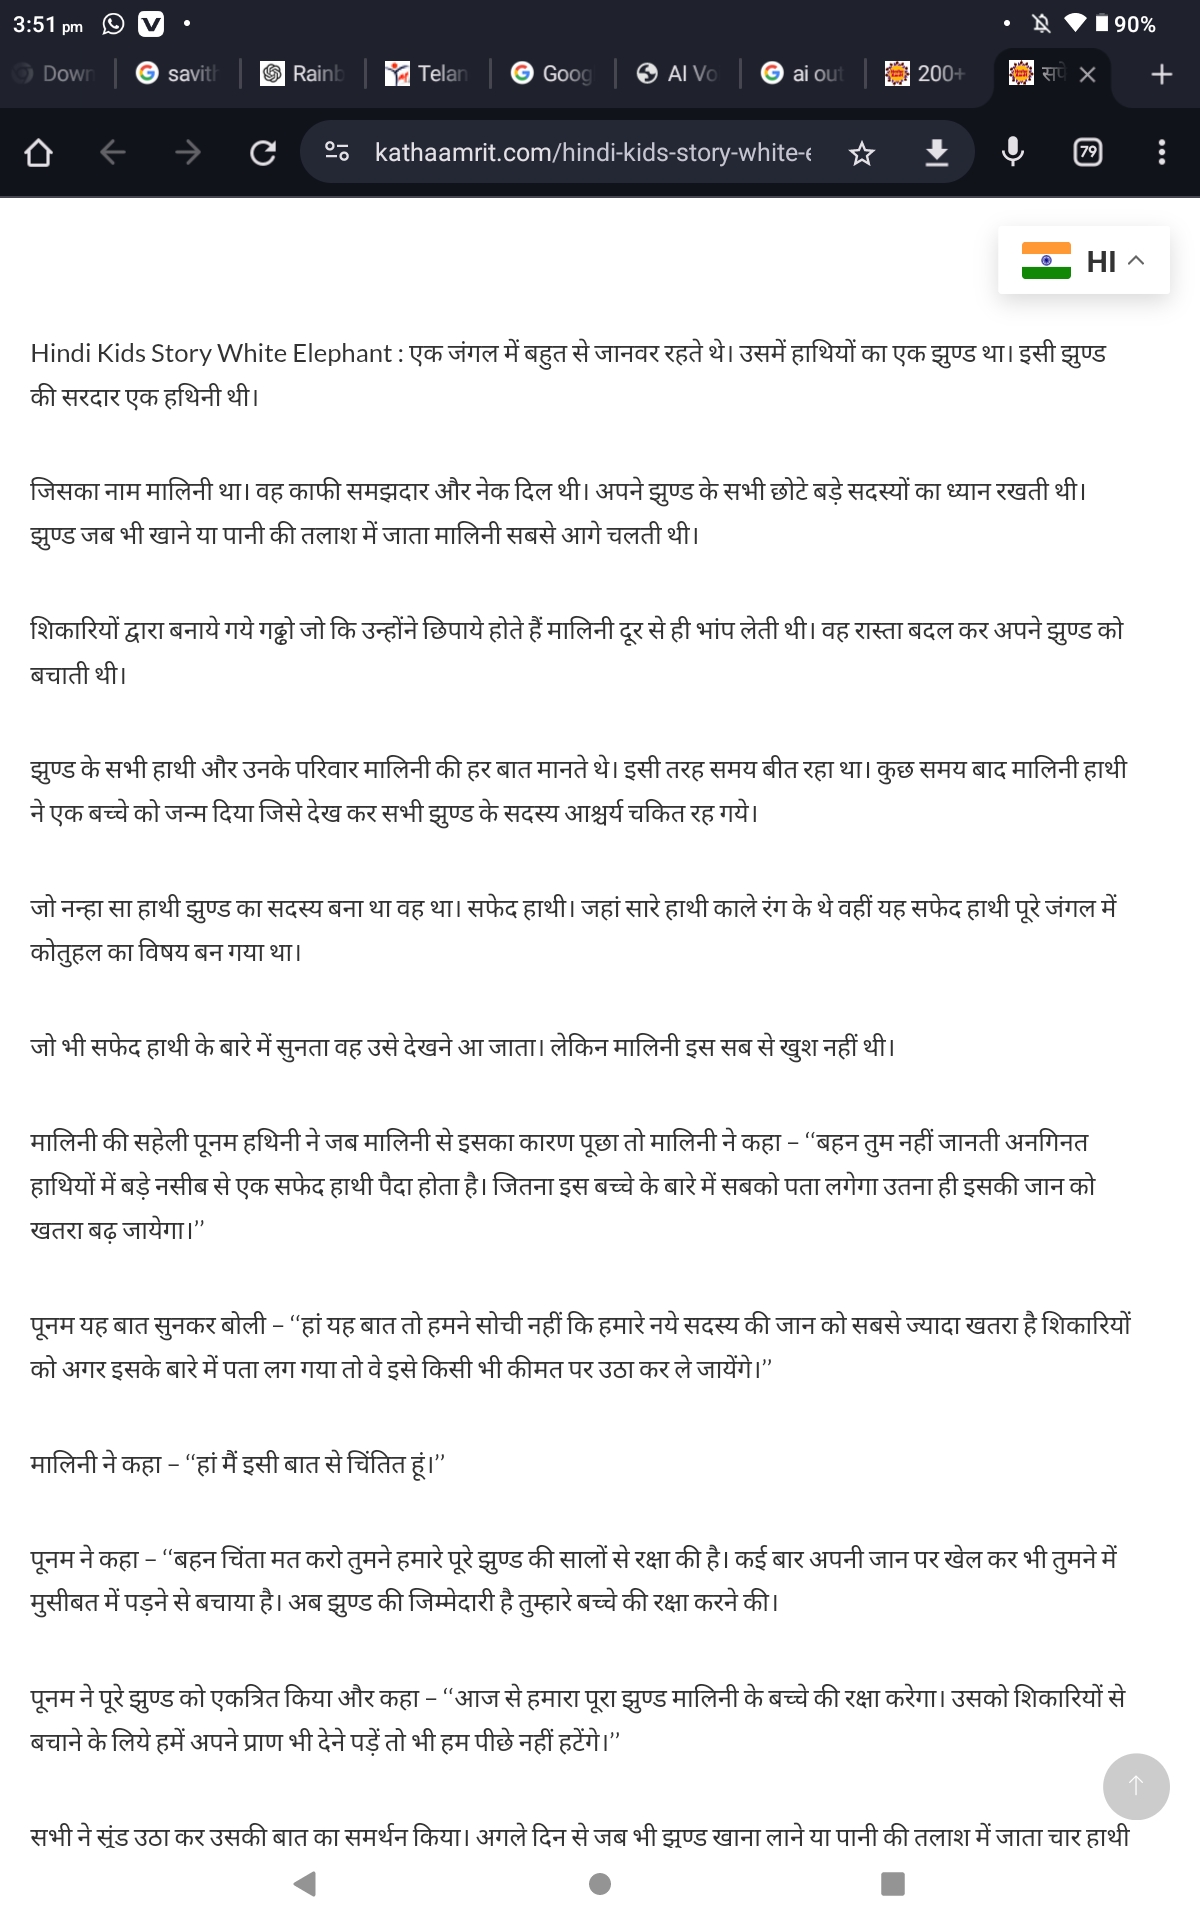 3:51 pm
90%
Down
savith
Rainb
Telan
Goog
AI Vo
ai out
200+
सपे
kathaamrit.com/hindi-kids-story-white-e
79
HI
Hindi Kids Story White Elephant : एक जंगल में बहुत से जानवर रहते थे। उसमें हाथियों का एक झुण्ड था। इसी झुण्ड
की सरदार एक हथिनी थी।
जिसका नाम मालिनी था। वह काफी समझदार और नेक दिल थी। अपने झुण्ड के सभी छोटे बड़े सदस्यों का ध्यान रखती थी।
झुण्ड जब भी खाने या पानी की तलाश में जाता मालिनी सबसे आगे चलती थी।
शिकारियों द्वारा बनाये गये गढ्ढो जो कि उन्होंने छिपाये होते हैं मालिनी दूर से ही भांप लेती थी। वह रास्ता बदल कर अपने झुण्ड को
बचाती थी।
झुण्ड के सभी हाथी और उनके परिवार मालिनी की हर बात मानते थे। इसी तरह समय बीत रहा था। कुछ समय बाद मालिनी हाथी
ने एक बच्चे को जन्म दिया जिसे देख कर सभी झुण्ड के सदस्य आश्चर्य चकित रह गये।
जो नन्हा सा हाथी झुण्ड का सदस्य बना था वह था। सफेद हाथी। जहां सारे हाथी काले रंग के थे वहीं यह सफेद हाथी पूरे जंगल में
कोतुहल का विषय बन गया था।
जो भी सफेद हाथी के बारे में सुनता वह उसे देखने आ जाता। लेकिन मालिनी इस सब से खुश नहीं थी।
मालिनी की सहेली पूनम हथिनी ने जब मालिनी से इसका कारण पूछा तो मालिनी ने कहा – ‘‘बहन तुम नहीं जानती अनगिनत
हाथियों में बड़े नसीब से एक सफेद हाथी पैदा होता है। जितना इस बच्चे के बारे में सबको पता लगेगा उतना ही इसकी जान को
खतरा बढ़ जायेगा।’’
पूनम यह बात सुनकर बोली – ‘‘हां यह बात तो हमने सोची नहीं कि हमारे नये सदस्य की जान को सबसे ज्यादा खतरा है शिकारियों
को अगर इसके बारे में पता लग गया तो वे इसे किसी भी कीमत पर उठा कर ले जायेंगे।’’
मालिनी ने कहा – ‘‘हां मैं इसी बात से चिंतित हूं।’’
पूनम ने कहा – ‘‘बहन चिंता मत करो तुमने हमारे पूरे झुण्ड की सालों से रक्षा की है। कई बार अपनी जान पर खेल कर भी तुमने में
मुसीबत में पड़ने से बचाया है। अब झुण्ड की जिम्मेदारी है तुम्हारे बच्चे की रक्षा करने की।
पूनम ने पूरे झुण्ड को एकत्रित किया और कहा – ‘‘आज से हमारा पूरा झुण्ड मालिनी के बच्चे की रक्षा करेगा। उसको शिकारियों से
बचाने के लिये हमें अपने प्राण भी देने पड़ें तो भी हम पीछे नहीं हटेंगे।’’
सभी ने सूंड उठा कर उसकी बात का समर्थन किया। अगले दिन से जब भी झुण्ड खाना लाने या पानी की तलाश में जाता चार हाथी